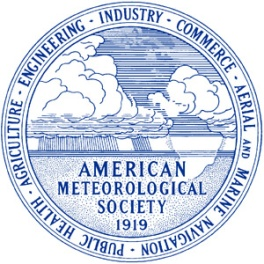 PUBLIC HEALTH - AGRICULTURE - ENGINEERING - INDUSTRY - COMMERCE - AERIAL AND MARINE NAVIGATION -
AMERICAN
METEOROLOGICAL
SOCIETY
1919